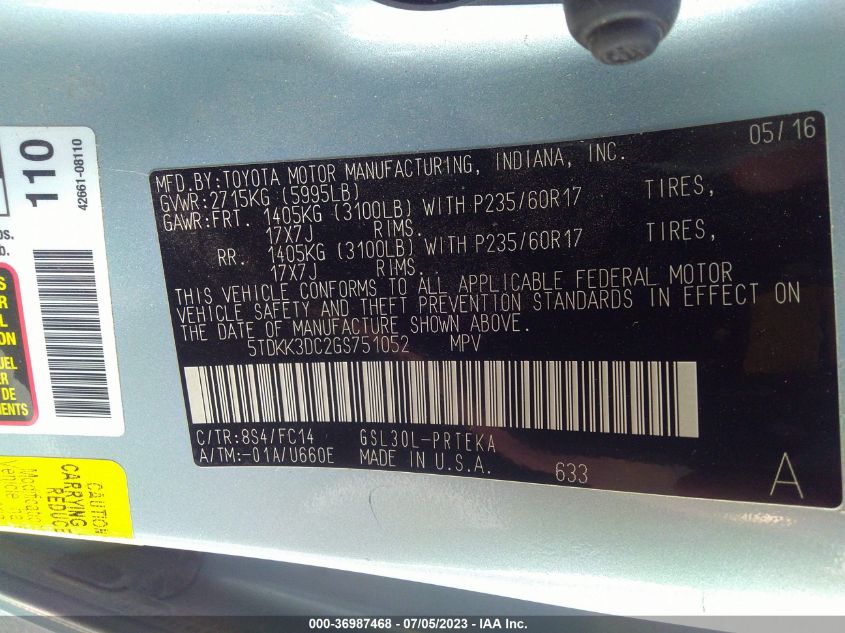 05/16
MFD.BY:TOYOTA MOTOR MANUFACTURING, INDIANA, INC.
GVWR:2715KG (5995LB)
GAWR:FRT. 1405KG (3100LB) WITH P235/60R17 TIRES,
17X7J RIMS.
RR. 1405KG (3100LB) WITH P235/60R17 TIRES,
17X7J RIMS.
THIS VEHICLE CONFORMS TO ALL APPLICABLE FEDERAL MOTOR
VEHICLE SAFETY AND THEFT PREVENTION STANDARDS IN EFFECT ON
THE DATE OF MANUFACTURE SHOWN ABOVE.
5TDKK3DC2GS751052 MPV
C/TR:8S4/FC14 GSL30L-PRTEKA
A/TM:-01A/U660E MADE IN U.S.A. 633
A
110
42661-08110
CAUTION
CARRYING
REDUCE
000-36987468 - 07/05/2023 - IAA Inc.